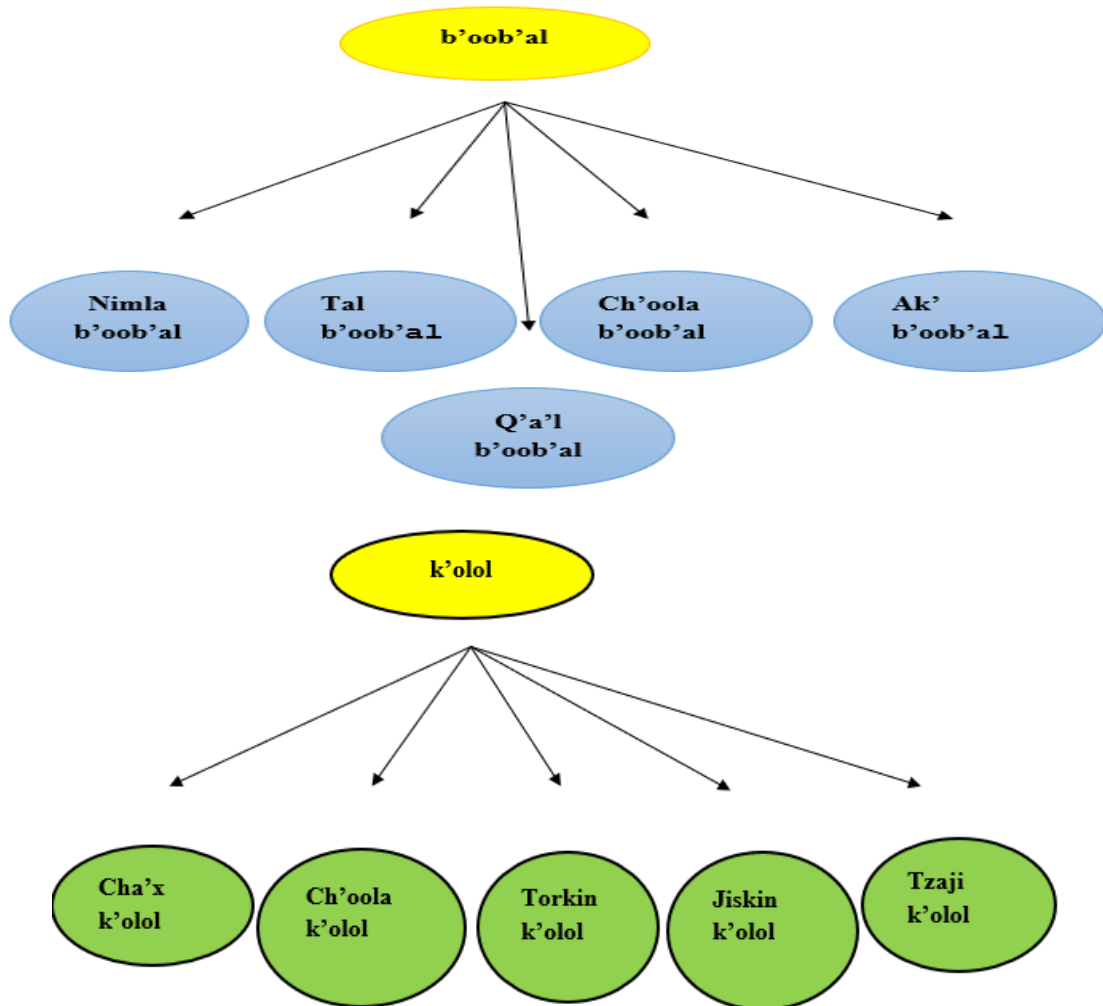 b’oob’al
Nimla
b’oob’al
Tal
b’oob’al
Ch’oola
b’oob’al
Ak’
b’oob’al
Q’a’l
b’oob’al
k’olol
Cha’x
k’olol
Ch’oola
k’olol
Torkin
k’olol
Jiskin
k’olol
Tzaji
k’olol